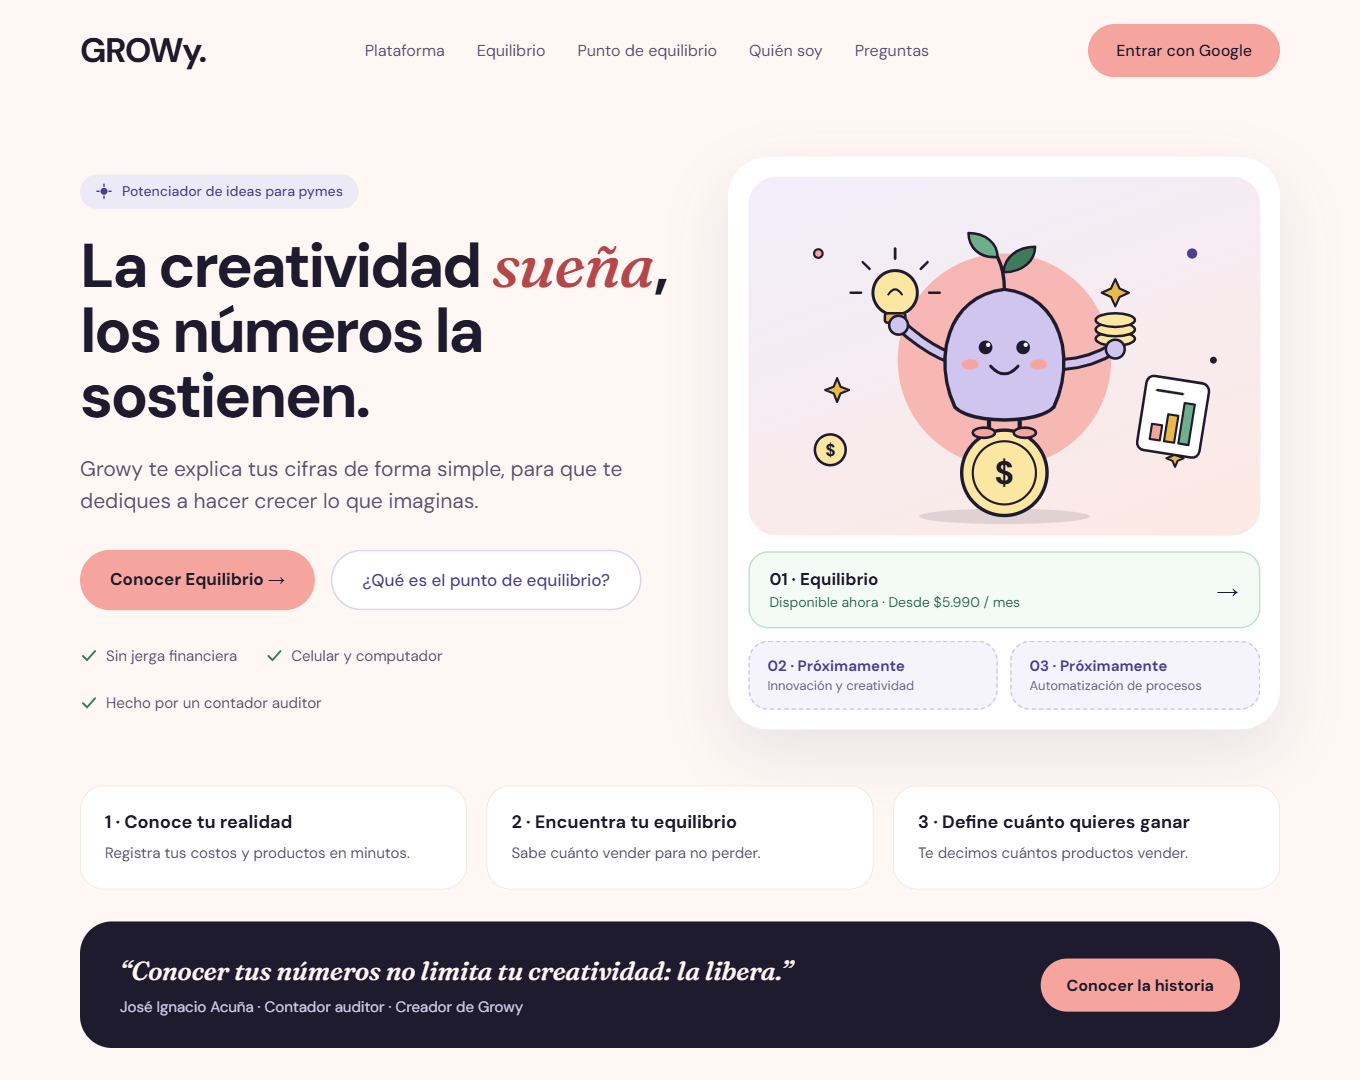 GROWy.
Plataforma
Equilibrio
Punto de equilibrio
Quién soy
Preguntas
Entrar con Google
Potenciador de ideas para pymes
La creatividad sueña,
los números la
sostienen.
Growy te explica tus cifras de forma simple, para que te
dediques a hacer crecer lo que imaginas.
Conocer Equilibrio →
¿Qué es el punto de equilibrio?
Sin jerga financiera
Celular y computador
Hecho por un contador auditor
$
$
01 · Equilibrio
Disponible ahora · Desde $5.990 / mes
→
02 · Próximamente
Innovación y creatividad
03 · Próximamente
Automatización de procesos
1 · Conoce tu realidad
Registra tus costos y productos en minutos.
2 · Encuentra tu equilibrio
Sabe cuánto vender para no perder.
3 · Define cuánto quieres ganar
Te decimos cuántos productos vender.
“Conocer tus números no limita tu creatividad: la libera.”
José Ignacio Acuña · Contador auditor · Creador de Growy
Conocer la historia